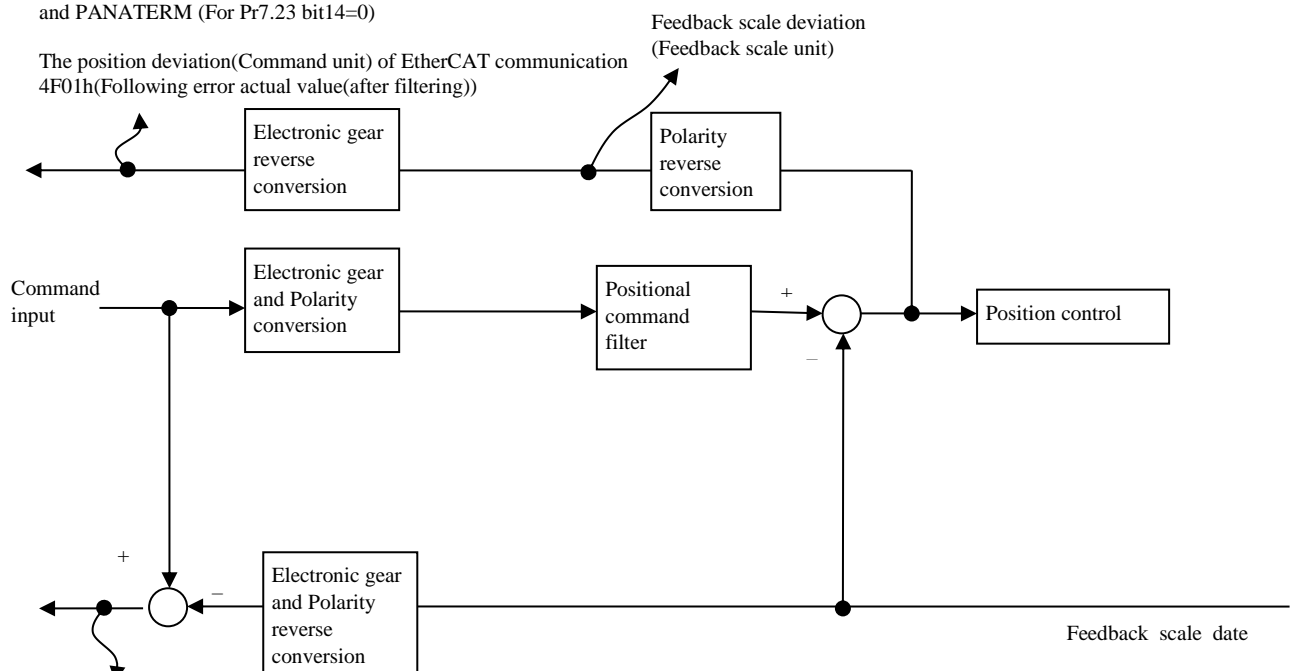 and PANATERM (For Pr7.23 bit14=0)
The position deviation(Command unit) of EtherCAT communication
4F01h(Following error actual value(after filtering))
Feedback scale deviation
(Feedback scale unit)
Electronic gear
reverse
conversion
Polarity
reverse
conversion
Command
input
Electronic gear
and Polarity
conversion
Positional
command
filter
+
−
Position control
+
−
Electronic gear
and Polarity
reverse
conversion
Feedback scale date